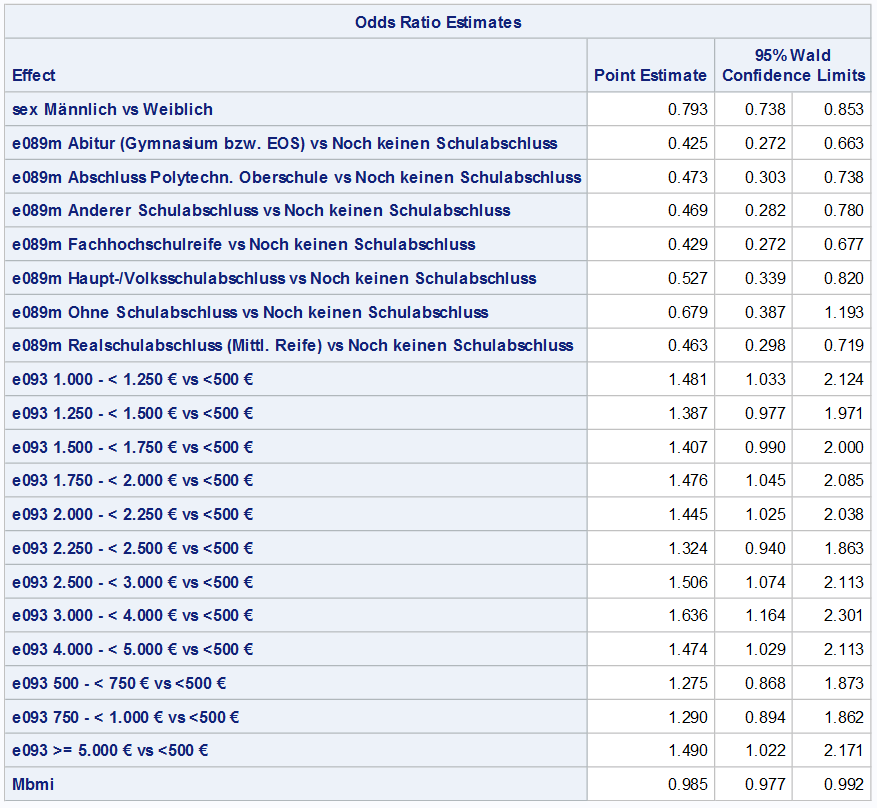 Odds Ratio Estimates
Effect Point Estimate 95% Wald Confidence Limits
sex Männlich vs Weiblich 0.793 0.738 0.853
e089m Abitur (Gymnasium bzw. EOS) vs Noch keinen Schulabschluss 0.425 0.272 0.663
e089m Abschluss Polytechn. Oberschule vs Noch keinen Schulabschluss 0.473 0.303 0.738
e089m Anderer Schulabschluss vs Noch keinen Schulabschluss 0.469 0.282 0.780
e089m Fachhochschulreife vs Noch keinen Schulabschluss 0.429 0.272 0.677
e089m Haupt-/Volksschulabschluss vs Noch keinen Schulabschluss 0.527 0.339 0.820
e089m Ohne Schulabschluss vs Noch keinen Schulabschluss 0.679 0.387 1.193
e089m Realschulabschluss (Mittl. Reife) vs Noch keinen Schulabschluss 0.463 0.298 0.719
e093 1.000 - < 1.250 € vs <500 € 1.481 1.033 2.124
e093 1.250 - < 1.500 € vs <500 € 1.387 0.977 1.971
e093 1.500 - < 1.750 € vs <500 € 1.407 0.990 2.000
e093 1.750 - < 2.000 € vs <500 € 1.476 1.045 2.085
e093 2.000 - < 2.250 € vs <500 € 1.445 1.025 2.038
e093 2.250 - < 2.500 € vs <500 € 1.324 0.940 1.863
e093 2.500 - < 3.000 € vs <500 € 1.506 1.074 2.113
e093 3.000 - < 4.000 € vs <500 € 1.636 1.164 2.301
e093 4.000 - < 5.000 € vs <500 € 1.474 1.029 2.113
e093 500 - < 750 € vs <500 € 1.275 0.868 1.873
e093 750 - < 1.000 € vs <500 € 1.290 0.894 1.862
e093 >= 5.000 € vs <500 € 1.490 1.022 2.171
Mbmi 0.985 0.977 0.992